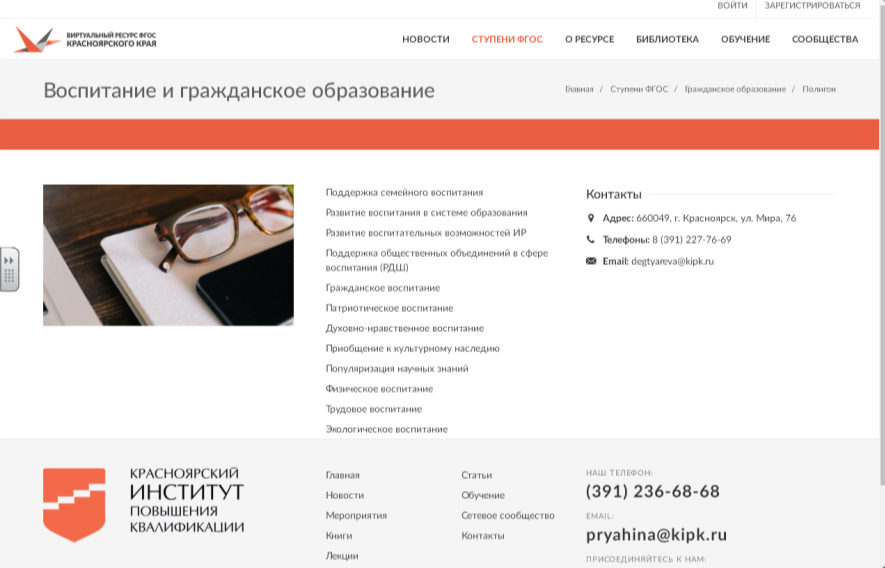 ВОЙТИ
ЗАРЕГИСТРИРОВАТЬСЯ
ВИРТУАЛЬНЫЙ РЕСУРС ФГОС
КРАСНОЯРСКОГО КРАЯ
НОВОСТИ
СТУПЕНИ ФГОС
О РЕСУРСЕ
БИБЛИОТЕКА
ОБУЧЕНИЕ
СООБЩЕСТВА
Воспитание и гражданское образование
Главная / Ступени ФГОС / Гражданское образование / Полигон
Поддержка семейного воспитания
Развитие воспитания в системе образования
Развитие воспитательных возможностей ИР
Поддержка общественных объединений в сфере
воспитания (РДШ)
Гражданское воспитание
Патриотическое воспитание
Духовно-нравственное воспитание
Приобщение к культурному наследию
Популяризация научных знаний
Физическое воспитание
Трудовое воспитание
Экологическое воспитание
Контакты
Адрес: 660049, г. Красноярск, ул. Мира, 76
Телефоны: 8 (391) 227-76-69
Email: degtyareva@kipk.ru
КРАСНОЯРСКИЙ
ИНСТИТУТ
ПОВЫШЕНИЯ
КВАЛИФИКАЦИИ
Главная
Новости
Мероприятия
Книги
Лекции
Статьи
Обучение
Сетевое сообщество
Контакты
НАШ ТЕЛЕФОН:
(391) 236-68-68
EMAIL:
pryahina@kipk.ru
ПРИСОЕДИНЯЙТЕСЬ К НАМ: